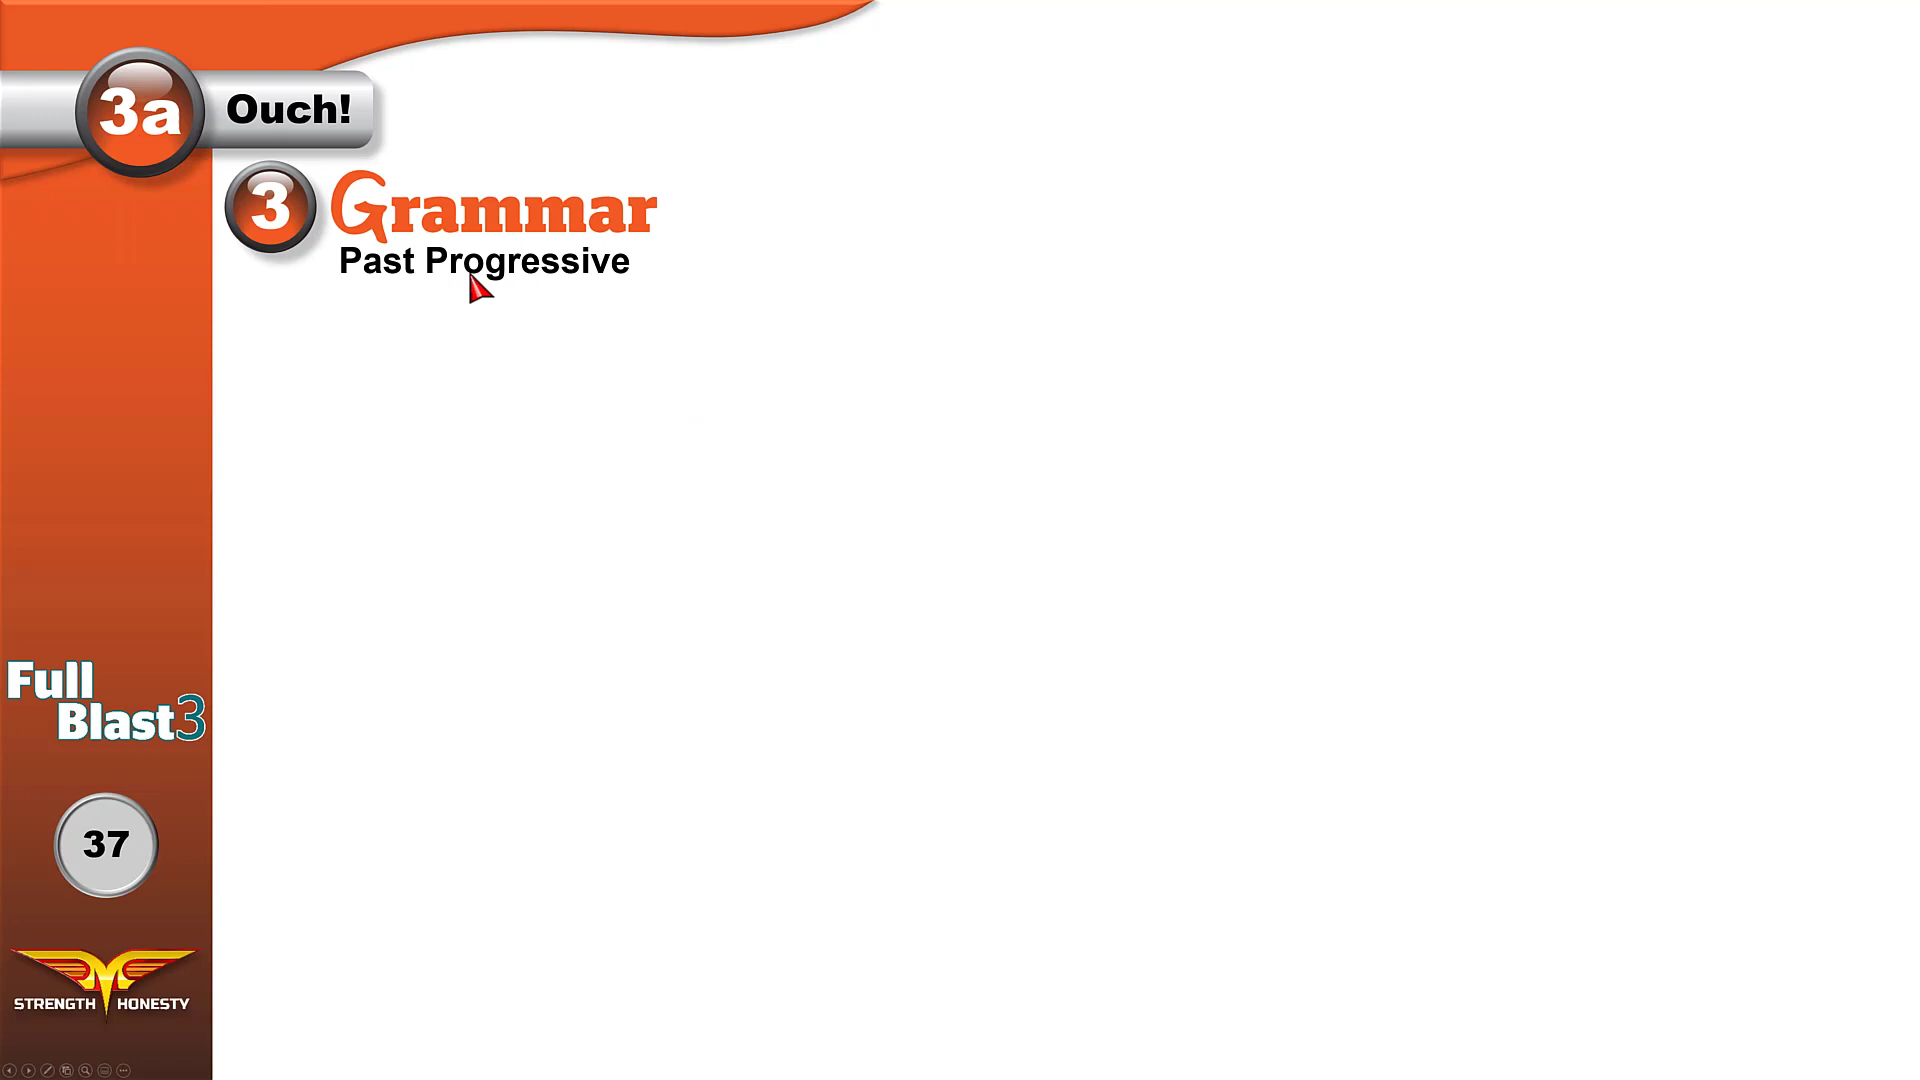 3a Ouch!
3 Grammar
Past Progressive
Full
Blast3
37
STRENGTH HONESTY